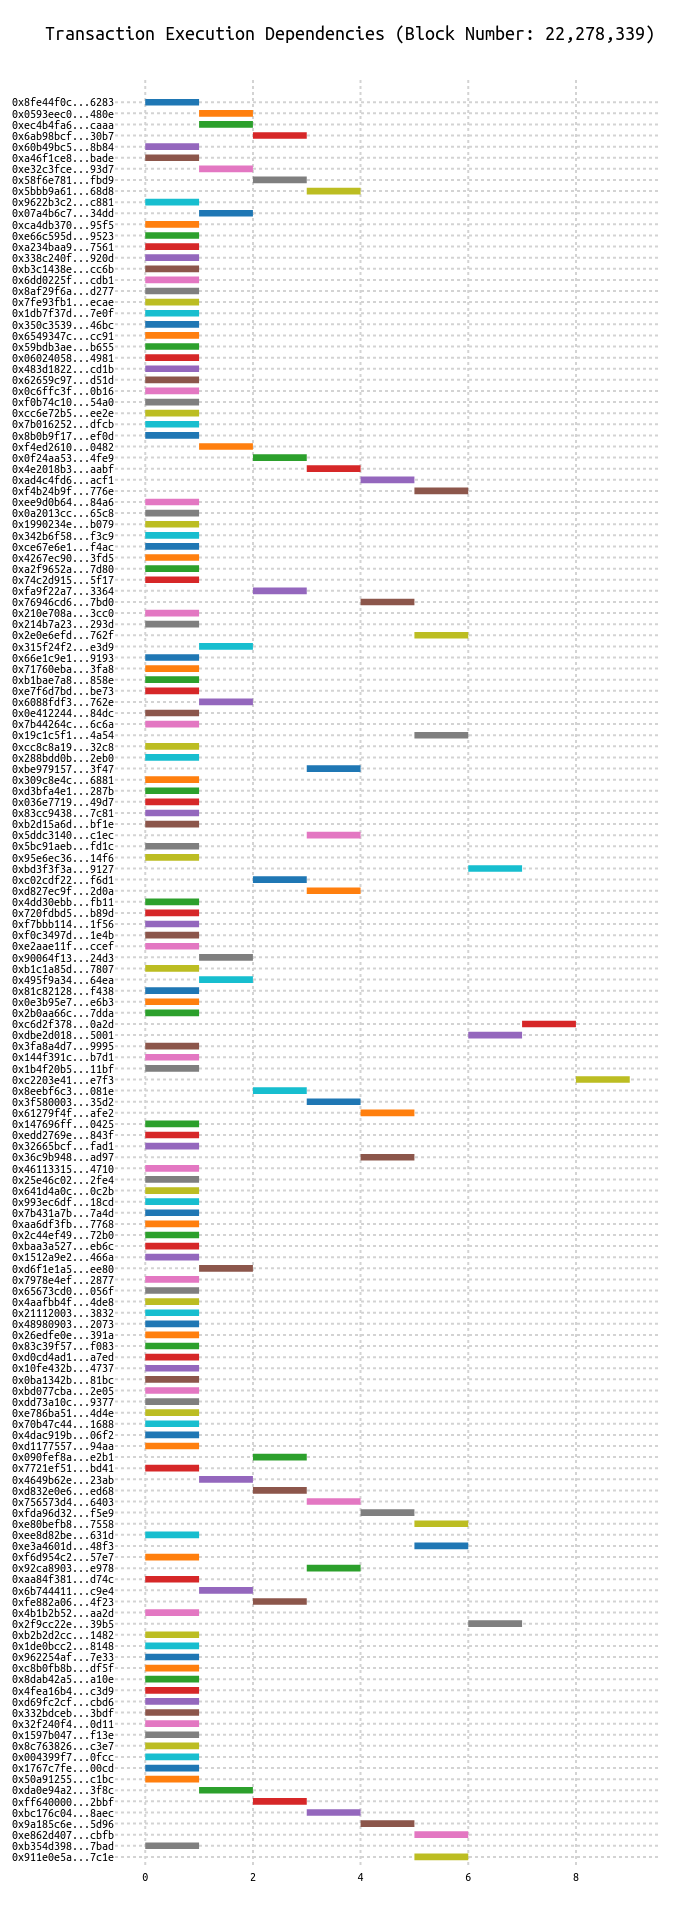 Transaction Execution Dependencies (Block Number: 22,278,339)
0x8fe44f0c...6283
0x0593eec0...480e
0xec4b4fa6...caaa
0x6ab98bcf...30b7
0x60b49bc5...8b84
0xa46f1ce8...bade
0xe32c3fce...93d7
0x58f6e781...fbd9
0x5bbb9a61...68d8
0x9622b3c2...c881
0x07a4b6c7...34dd
0xca4db370...95f5
0xe66c595d...9523
0xa234baa9...7561
0x338c240f...920d
0xb3c1438e...cc6b
0x6dd0225f...cdb1
0x8af29f6a...d277
0x7fe93fb1...ecae
0x1db7f37d...7e0f
0x350c3539...46bc
0x6549347c...cc91
0x59bdb3ae...b655
0x06024058...4981
0x483d1822...cd1b
0x62659c97...d51d
0x0c6ffc3f...0b16
0xf0b74c10...54a0
0xcc6e72b5...ee2e
0x7b016252...dfcb
0x8b0b9f17...ef0d
0xf4ed2610...0482
0x0f24aa53...4fe9
0x4e2018b3...aabf
0xad4c4fd6...acf1
0xf4b24b9f...776e
0xee9d0b64...84a6
0x0a2013cc...65c8
0x1990234e...b079
0x342b6f58...f3c9
0xce67e6e1...f4ac
0x4267ec90...3fd5
0xa2f9652a...7d80
0x74c2d915...5f17
0xfa9f22a7...3364
0x76946cd6...7bd0
0x210e708a...3cc0
0x214b7a23...293d
0x2e0e6efd...762f
0x315f24f2...e3d9
0x66e1c9e1...9193
0x71760eba...3fa8
0xb1bae7a8...858e
0xe7f6d7bd...be73
0x6088fdf3...762e
0x0e412244...84dc
0x7b44264c...6c6a
0x19c1c5f1...4a54
0xcc8c8a19...32c8
0x288bdd0b...2eb0
0xbe979157...3f47
0x309c8e4c...6881
0xd3bfa4e1...287b
0x036e7719...49d7
0x83cc9438...7c81
0xb2d15a6d...bf1e
0x5ddc3140...c1ec
0x5bc91aeb...fd1c
0x95e6ec36...14f6
0xbd3f3f3a...9127
0xc02cdf22...f6d1
0xd827ec9f...2d0a
0x4dd30ebb...fb11
0x720fdbd5...b89d
0xf7bbb114...1f56
0xf0c3497d...1e4b
0xe2aae11f...ccef
0x90064f13...24d3
0xb1c1a85d...7807
0x495f9a34...64ea
0x81c82128...f438
0x0e3b95e7...e6b3
0x2b0aa66c...7dda
0xc6d2f378...0a2d
0xdbe2d018...5001
0x3fa8a4d7...9995
0x144f391c...b7d1
0x1b4f20b5...11bf
0xc2203e41...e7f3
0x8eebf6c3...081e
0x3f580003...35d2
0x61279f4f...afe2
0x147696ff...0425
0xedd2769e...843f
0x32665bcf...fad1
0x36c9b948...ad97
0x46113315...4710
0x25e46c02...2fe4
0x641d4a0c...0c2b
0x993ec6df...18cd
0x7b431a7b...7a4d
0xaa6df3fb...7768
0x2c44ef49...72b0
0xbaa3a527...eb6c
0x1512a9e2...466a
0xd6f1e1a5...ee80
0x7978e4ef...2877
0x65673cd0...056f
0x4aafbb4f...4de8
0x21112003...3832
0x48980903...2073
0x26edfe0e...391a
0x83c39f57...f083
0xd0cd4ad1...a7ed
0x10fe432b...4737
0x0ba1342b...81bc
0xbd077cba...2e05
0xdd73a10c...9377
0xe786ba51...4d4e
0x70b47c44...1688
0x4dac919b...06f2
0xd1177557...94aa
0x090fef8a...e2b1
0x7721ef51...bd41
0x4649b62e...23ab
0xd832e0e6...ed68
0x756573d4...6403
0xfda96d32...f5e9
0xe80befb8...7558
0xee8d82be...631d
0xe3a4601d...48f3
0xf6d954c2...57e7
0x92ca8903...e978
0xaa84f381...d74c
0x6b744411...c9e4
0xfe882a06...4f23
0x4b1b2b52...aa2d
0x2f9cc22e...39b5
0xb2b2d2cc...1482
0x1de0bcc2...8148
0x962254af...7e33
0xc8b0fb8b...df5f
0x8dab42a5...a10e
0x4fea16b4...c3d9
0xd69fc2cf...cbd6
0x332bdceb...3bdf
0x32f240f4...0d11
0x1597b047...f13e
0x8c763826...c3e7
0x004399f7...0fcc
0x1767c7fe...00cd
0x50a91255...c1bc
0xda0e94a2...3f8c
0xff640000...2bbf
0xbc176c04...8aec
0x9a185c6e...5d96
0xe862d407...cbfb
0xb354d398...7bad
0x911e0e5a...7c1e
0 2 4 6 8